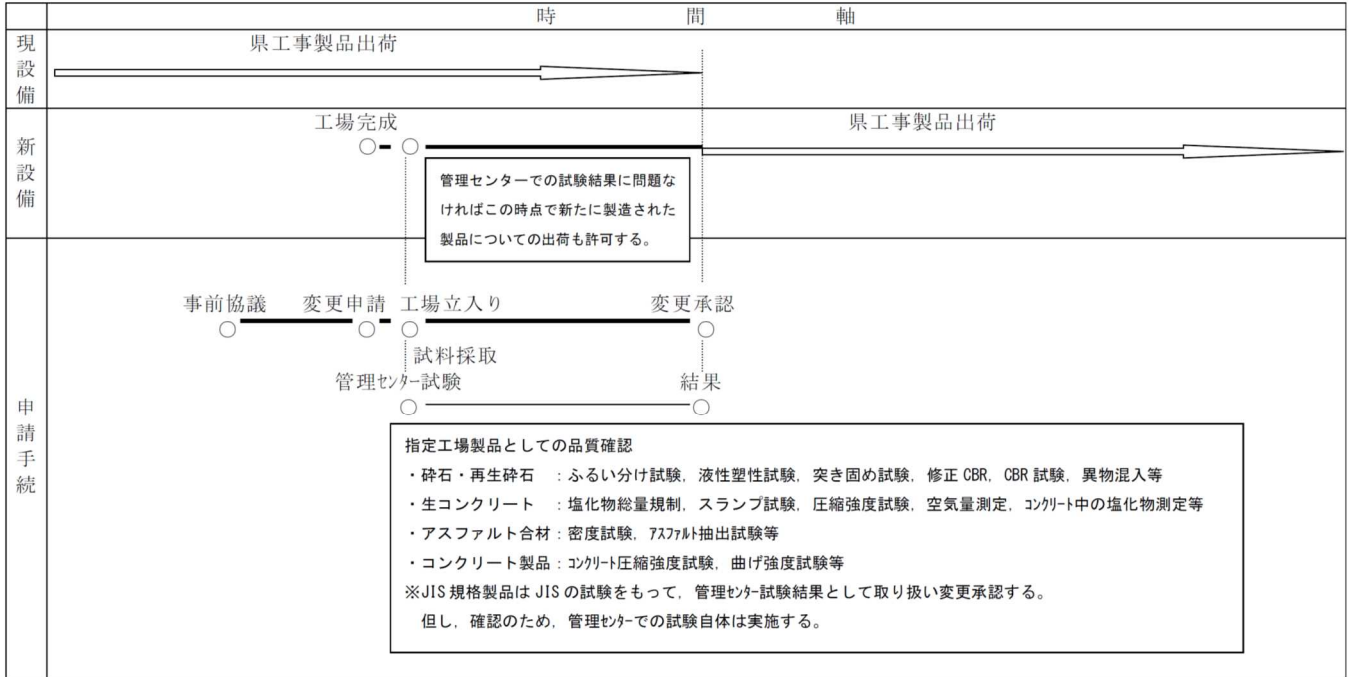 時 間 軸
現設備
県工事製品出荷
新設備
工場完成
県工事製品出荷
管理センターでの試験結果に問題な
ければこの時点で新たに製造された
製品についての出荷も許可する。
申請手続
事前協議 変更申請 工場立入り 変更承認
試料採取
管理ｾﾝﾀｰ試験 結果
指定工場製品としての品質確認
・砕石・再生砕石 ：ふるい分け試験，液性塑性試験，突き固め試験，修正 CBR，CBR 試験，異物混入等
・生コンクリート ：塩化物総量規制，スランプ試験，圧縮強度試験，空気量測定，ｺﾝｸﾘｰﾄ中の塩化物測定等
・アスファルト合材：密度試験，ｱｽﾌｧﾙﾄ抽出試験等
・コンクリート製品：ｺﾝｸﾘｰﾄ圧縮強度試験，曲げ強度試験等
※JIS 規格製品は JIS の試験をもって，管理ｾﾝﾀｰ試験結果として取り扱い変更承認する。
但し，確認のため，管理ｾﾝﾀｰでの試験自体は実施する。